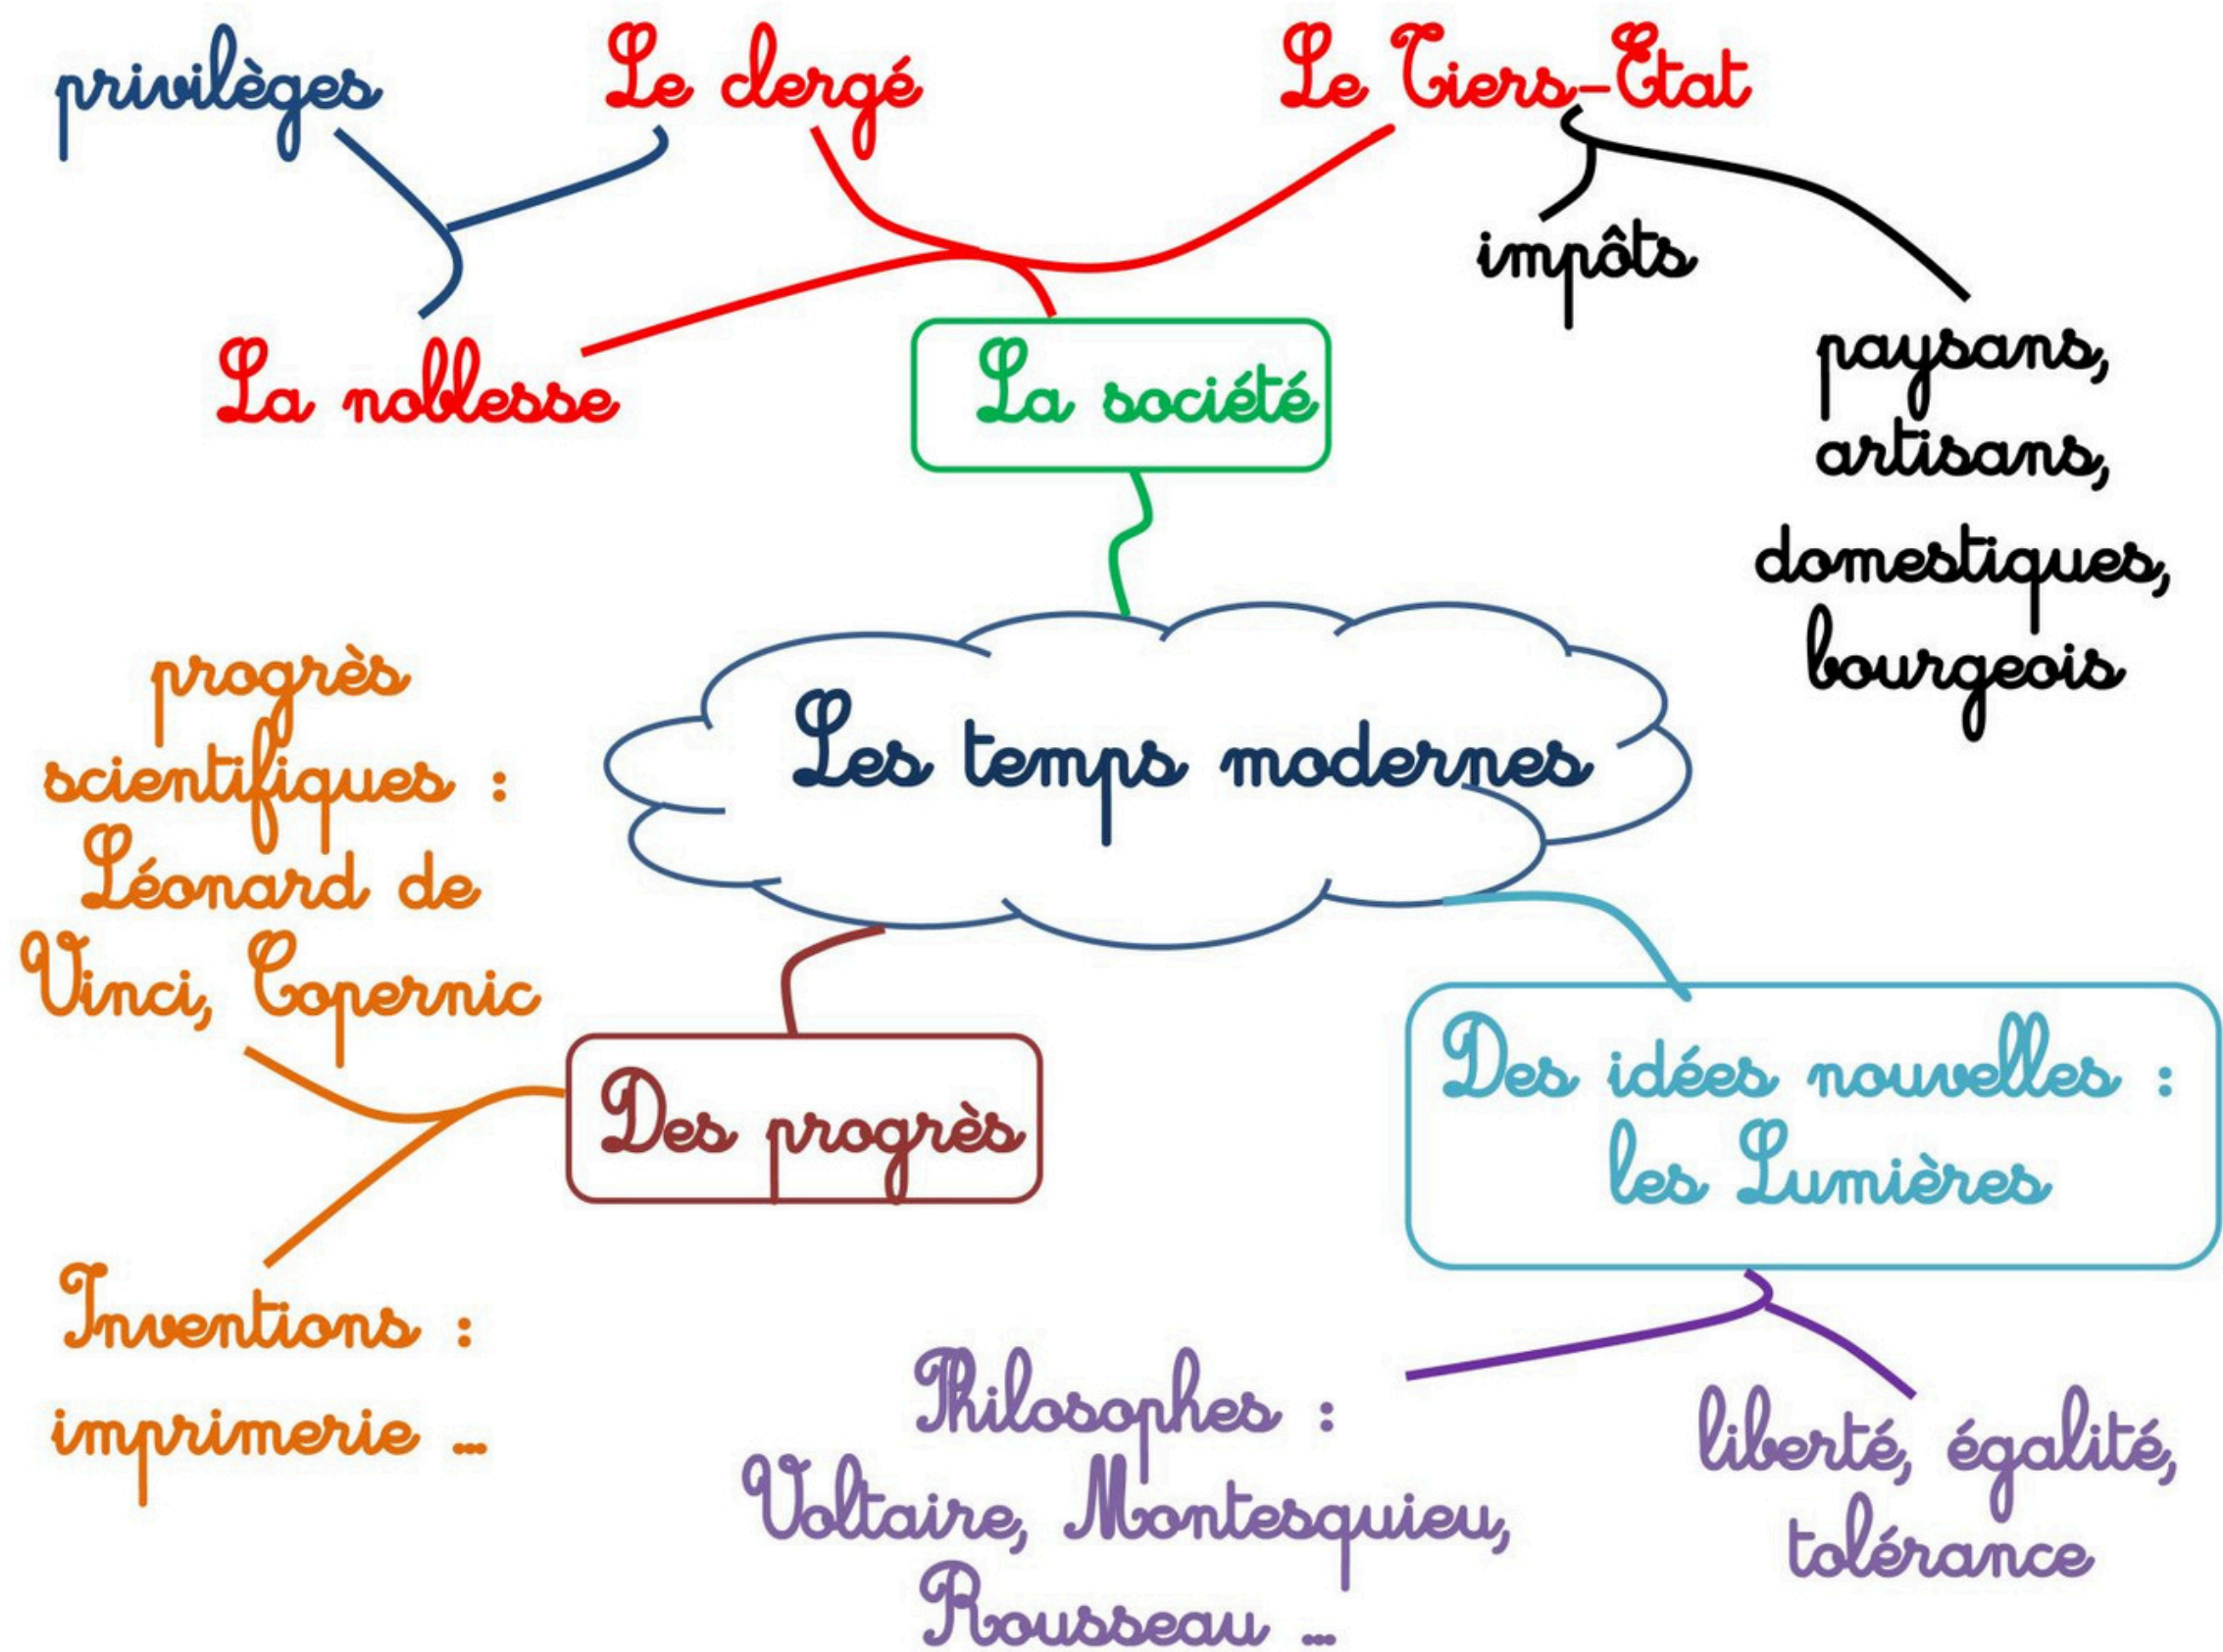 privilèges
Le clergé
Le Tiers-Etat
impôts
La noblesse
La société
paysans,
artisans,
domestiques,
bourgeois
Les temps modernes
progrès
scientifiques :
Léonard de
Vinci, Copernic
Des progrès
Des idées nouvelles :
les Lumières
Inventions :
imprimerie ...
Philosophes :
Voltaire, Montesquieu,
Rousseau ...
liberté, égalité,
tolérance